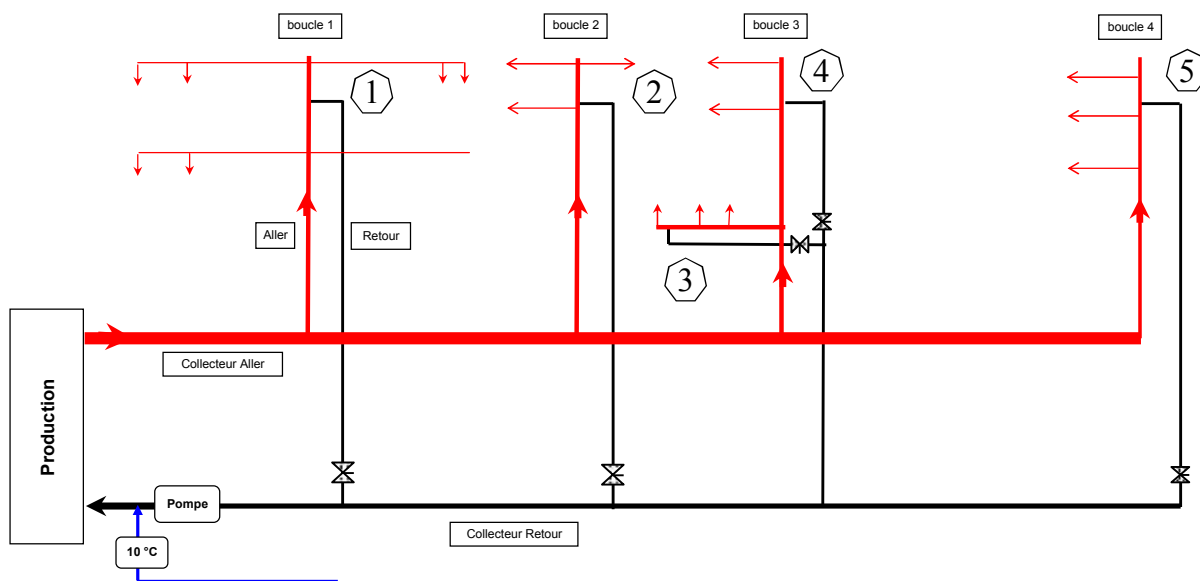 boucle 1
boucle 2
boucle 3
boucle 4
1
2
4
5
Aller
Retour
3
Collecteur Aller
Production
Pompe
Collecteur Retour
10 °C